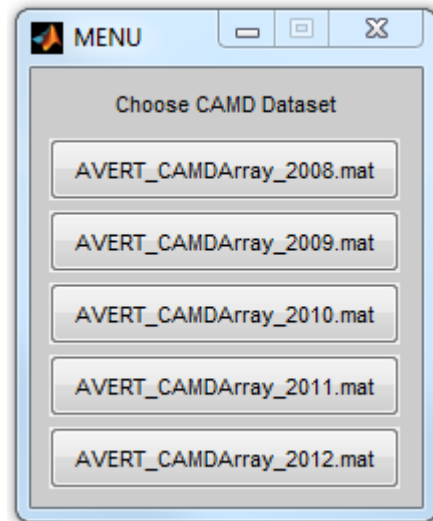 MENU
Choose CAMD Dataset
AVERT_CAMDArray_2008.mat
AVERT_CAMDArray_2009.mat
AVERT_CAMDArray_2010.mat
AVERT_CAMDArray_2011.mat
AVERT_CAMDArray_2012.mat